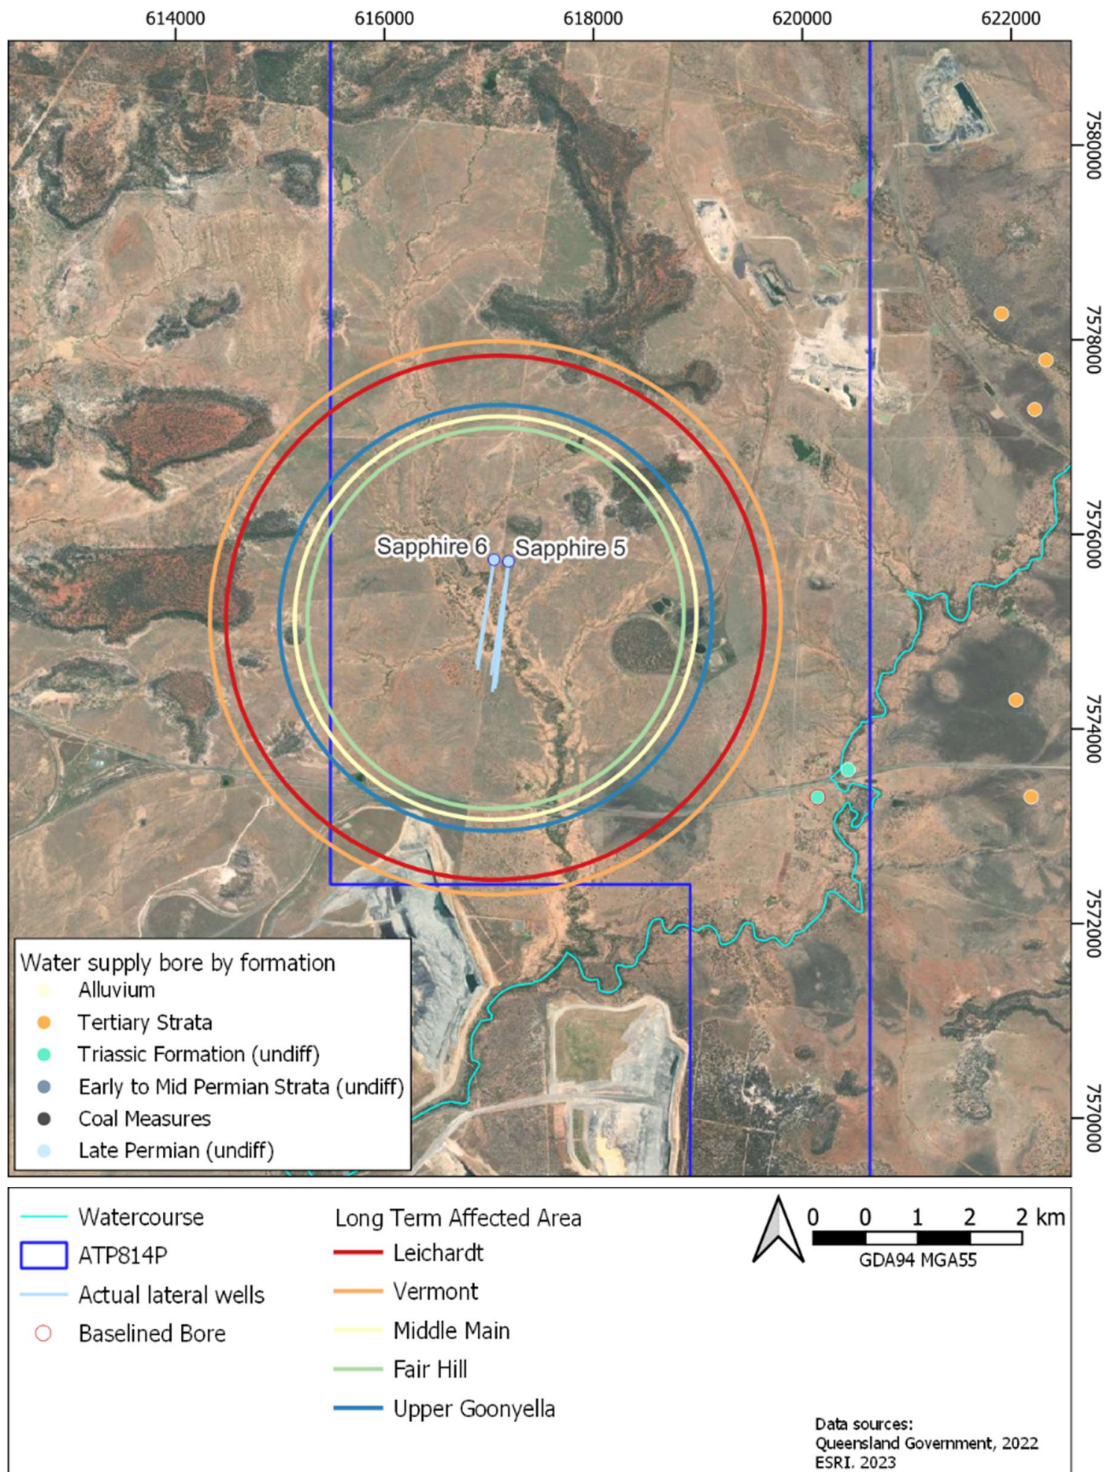 614000 616000 618000 620000 622000
7580000
7578000
7576000
7574000
7572000
7570000
Sapphire 6 Sapphire 5
Water supply bore by formation
Alluvium
Tertiary Strata
Triassic Formation (undiff)
Early to Mid Permian Strata (undiff)
Coal Measures
Late Permian (undiff)
Watercourse
ATP814P
Actual lateral wells
Baselined Bore
Long Term Affected Area
Leichardt
Vermont
Middle Main
Fair Hill
Upper Goonyella
0 0 1 2 2 km
GDA94 MGA55
Data sources:
Queensland Government, 2022
ESRI. 2023